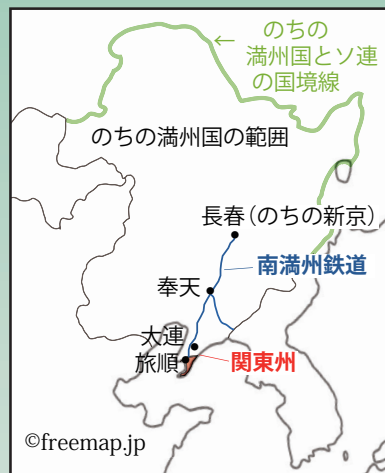 ← のちの
満州国とソ連
の国境線
のちの満州国の範囲
長春(のちの新京)
南満州鉄道
奉天
大連
旅順
関東州
©freemap.jp